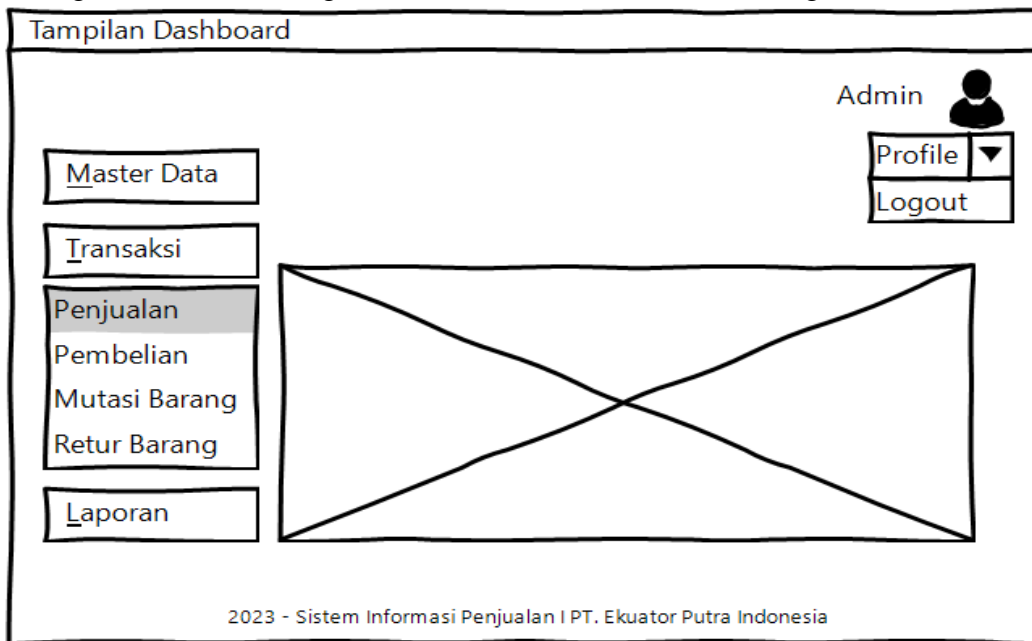 Tampilan Dashboard
Admin
Profile
Logout
Master Data
Transaksi
Penjualan
Pembelian
Mutasi Barang
Retur Barang
Laporan
2023 - Sistem Informasi Penjualan I PT. Ekuator Putra Indonesia